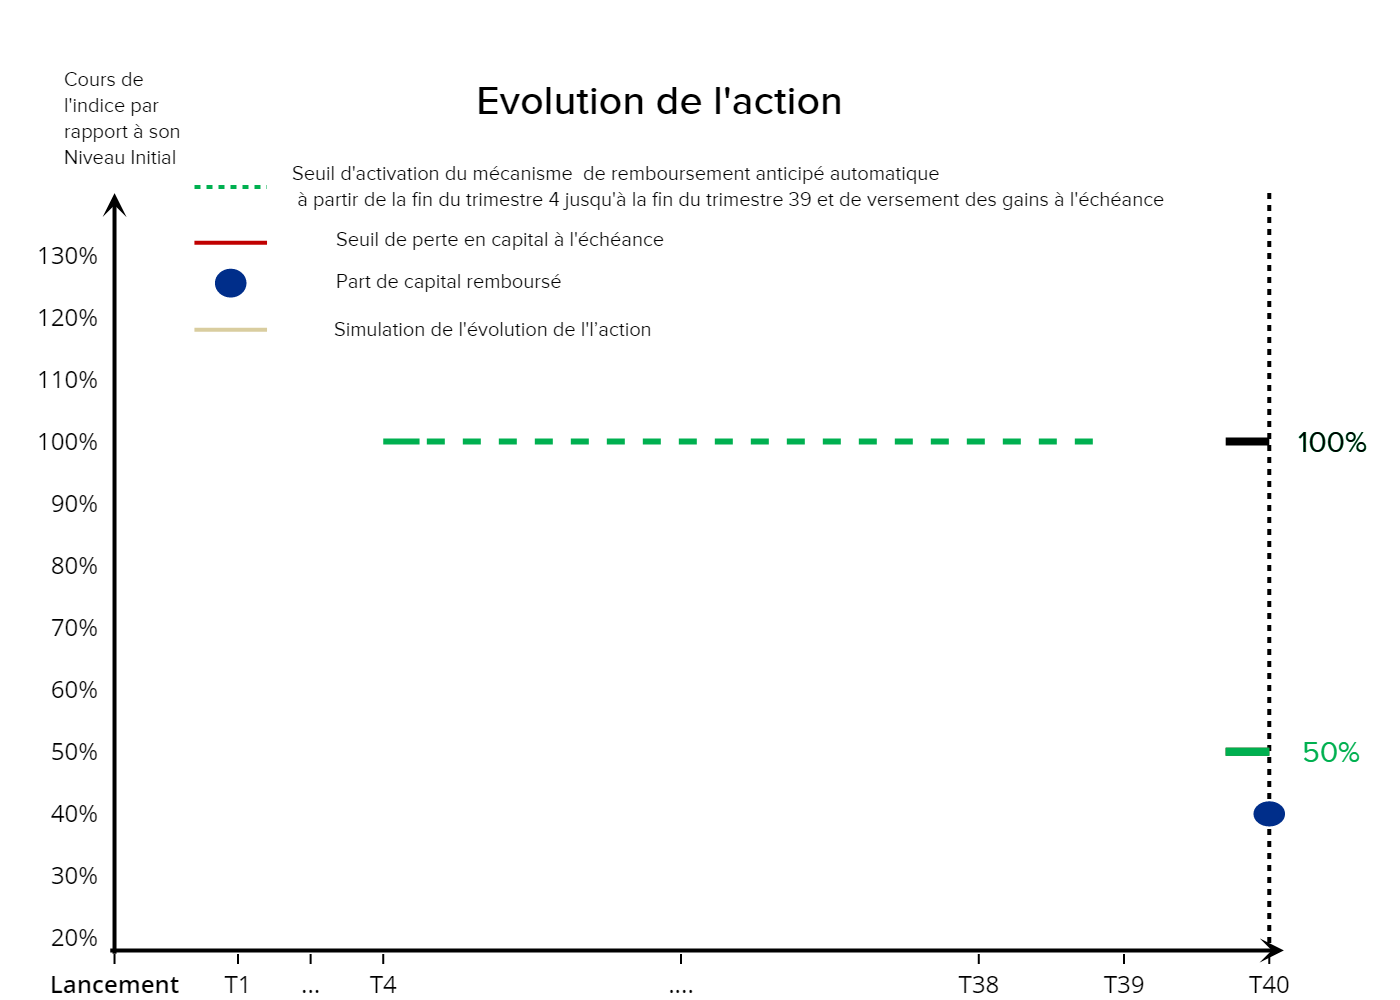 Cours de
l'indice par
rapport à son
Niveau Initial
Evolution de l'action
Seuil d'activation du mécanisme  de remboursement anticipé automatique
à partir de la fin du trimestre 4 jusqu'à la fin du trimestre 39 et de versement des gains à l'échéance
Seuil de perte en capital à l'échéance
Part de capital remboursé
Simulation de l'évolution de l'l’action
130%
120%
110%
100%
100%
90%
80%
70%
60%
50%
50%
40%
30%
20%
Lancement T1 ... T4 .... T38 T39 T40